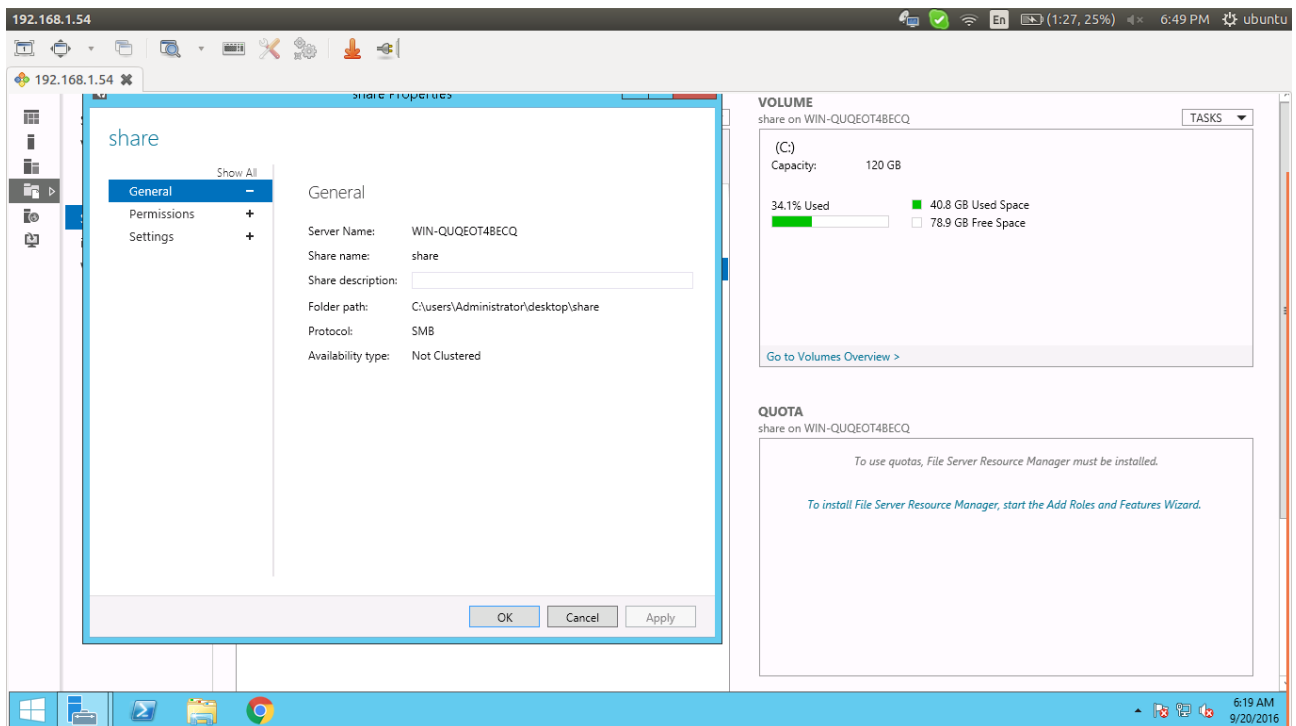 192.168.1.54
En
(1:27, 25%)
6:49 PM
ubuntu
192.168.1.54
share Properties
share
Show All
General
Permissions
Settings
General
Server Name: WIN-QUQEOT4BECQ
Share name: share
Share description:
Folder path: C:\users\Administrator\desktop\share
Protocol: SMB
Availability type: Not Clustered
OK Cancel Apply
VOLUME
share on WIN-QUQEOT4BECQ
TASKS
(C:)
Capacity: 120 GB
34.1% Used
40.8 GB Used Space
78.9 GB Free Space
Go to Volumes Overview >
QUOTA
share on WIN-QUQEOT4BECQ
To use quotas, File Server Resource Manager must be installed.
To install File Server Resource Manager, start the Add Roles and Features Wizard.
6:19 AM
9/20/2016